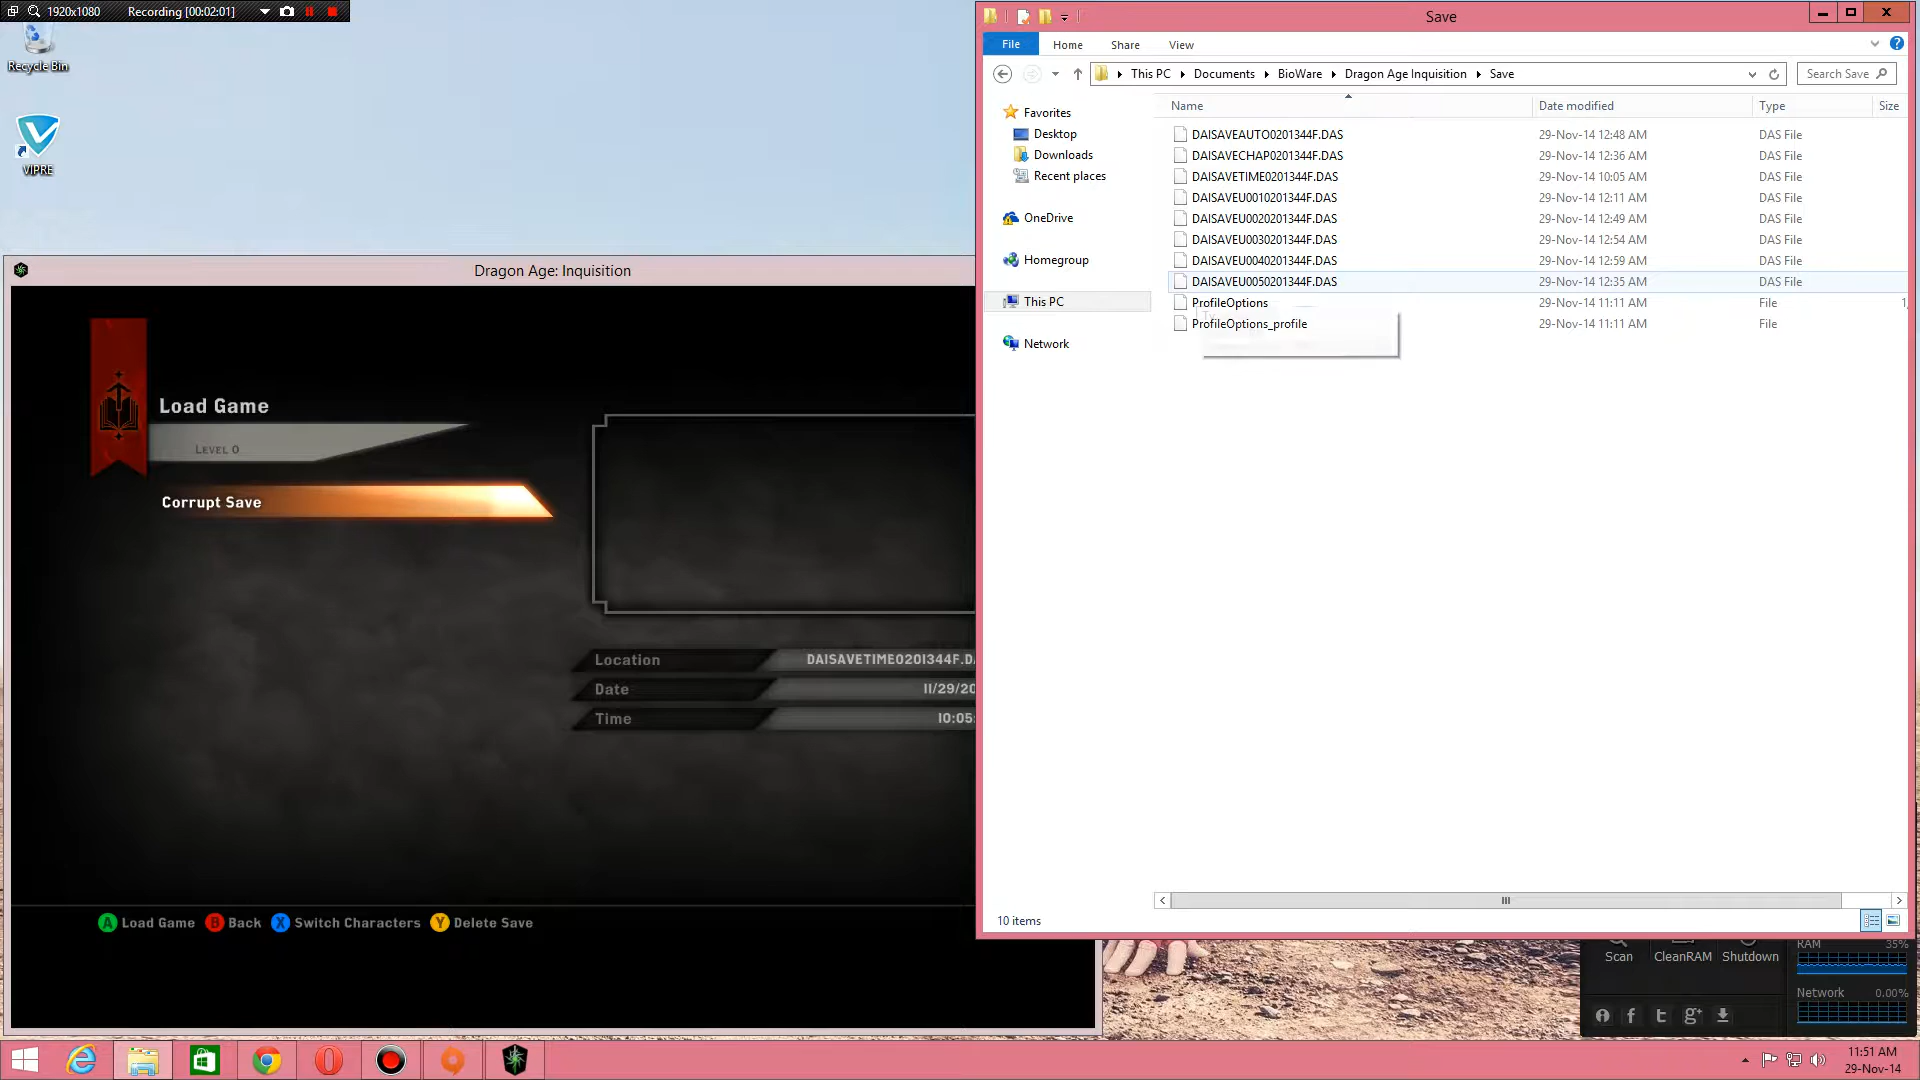 1920x1080 Recording [00:02:01]
Recycle Bin
VIPRE
Dragon Age: Inquisition
Load Game
LEVEL 0
Corrupt Save
Location DAISAVETIME0201344F.DA
Date 11/29/20
Time 10:05:
A Load Game B Back X Switch Characters Y Delete Save
Save
File Home Share View
This PC Documents BioWare Dragon Age Inquisition Save Search Save
Favorites
Desktop
Downloads
Recent places
OneDrive
Homegroup
This PC
Network
Name Date modified Type Size
DAISAVEAUTO0201344F.DAS 29-Nov-14 12:48 AM DAS File
DAISAVECHAP0201344F.DAS 29-Nov-14 12:36 AM DAS File
DAISAVETIME0201344F.DAS 29-Nov-14 10:05 AM DAS File
DAISAVEU0010201344F.DAS 29-Nov-14 12:11 AM DAS File
DAISAVEU0020201344F.DAS 29-Nov-14 12:49 AM DAS File
DAISAVEU0030201344F.DAS 29-Nov-14 12:54 AM DAS File
DAISAVEU0040201344F.DAS 29-Nov-14 12:59 AM DAS File
DAISAVEU0050201344F.DAS 29-Nov-14 12:35 AM DAS File
ProfileOptions 29-Nov-14 11:11 AM File 1,
ProfileOptions_profile 29-Nov-14 11:11 AM File
10 items
Scan CleanRAM Shutdown
RAM 35%
Network 0.00%
11:51 AM
29-Nov-14